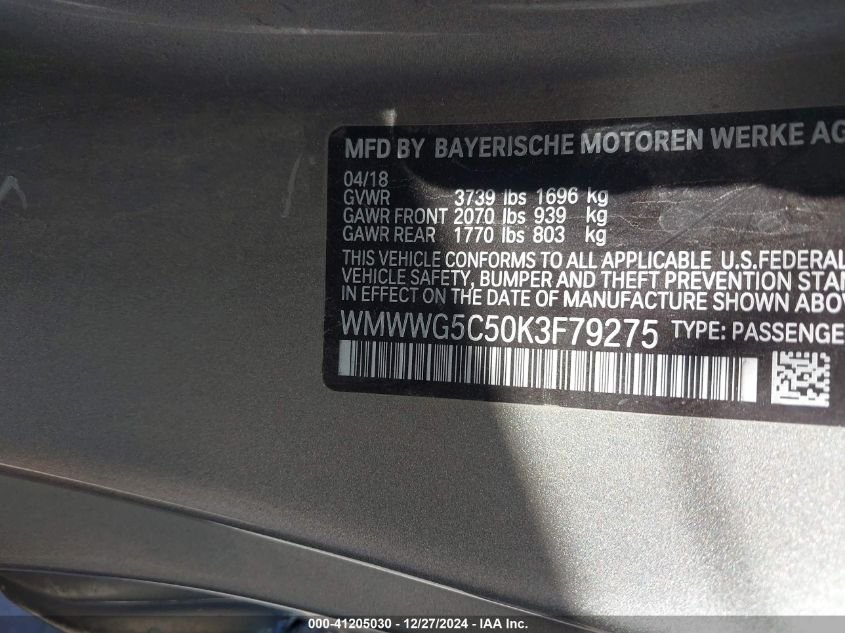 MFD BY BAYERISCHE MOTOREN WERKE AG
04/18
GVWR 3739 lbs 1696 kg
GAWR FRONT 2070 lbs 939 kg
GAWR REAR 1770 lbs 803 kg
THIS VEHICLE CONFORMS TO ALL APPLICABLE U.S.FEDERAL
VEHICLE SAFETY, BUMPER AND THEFT PREVENTION STAN
IN EFFECT ON THE DATE OF MANUFACTURE SHOWN ABOV
WMWWG5C50K3F79275 TYPE: PASSENGE
000-41205030 - 12/27/2024 - IAA Inc.